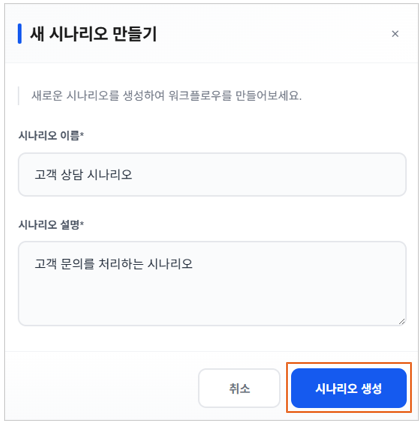 새 시나리오 만들기
×
새로운 시나리오를 생성하여 워크플로우를 만들어보세요.
시나리오 이름*
고객 상담 시나리오
시나리오 설명*
고객 문의를 처리하는 시나리오
취소
시나리오 생성